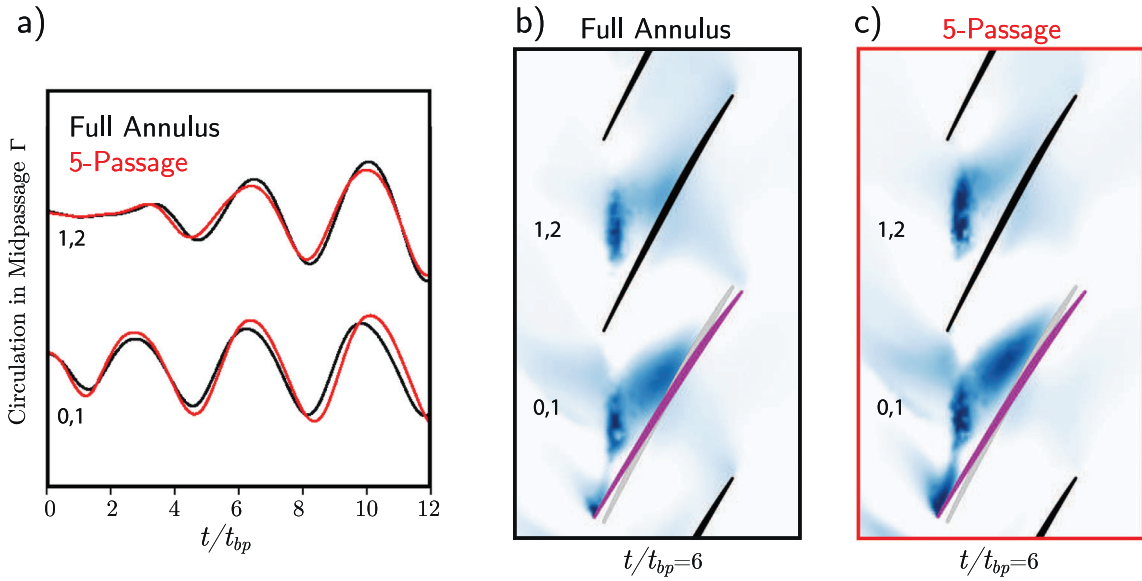 a)
Circulation in Midpassage Γ
Full Annulus
5-Passage
1,2
0,1
0 2 4 6 8 10 12
t/t_bp
b) Full Annulus
1,2
0,1
t/t_bp=6
c) 5-Passage
1,2
0,1
t/t_bp=6